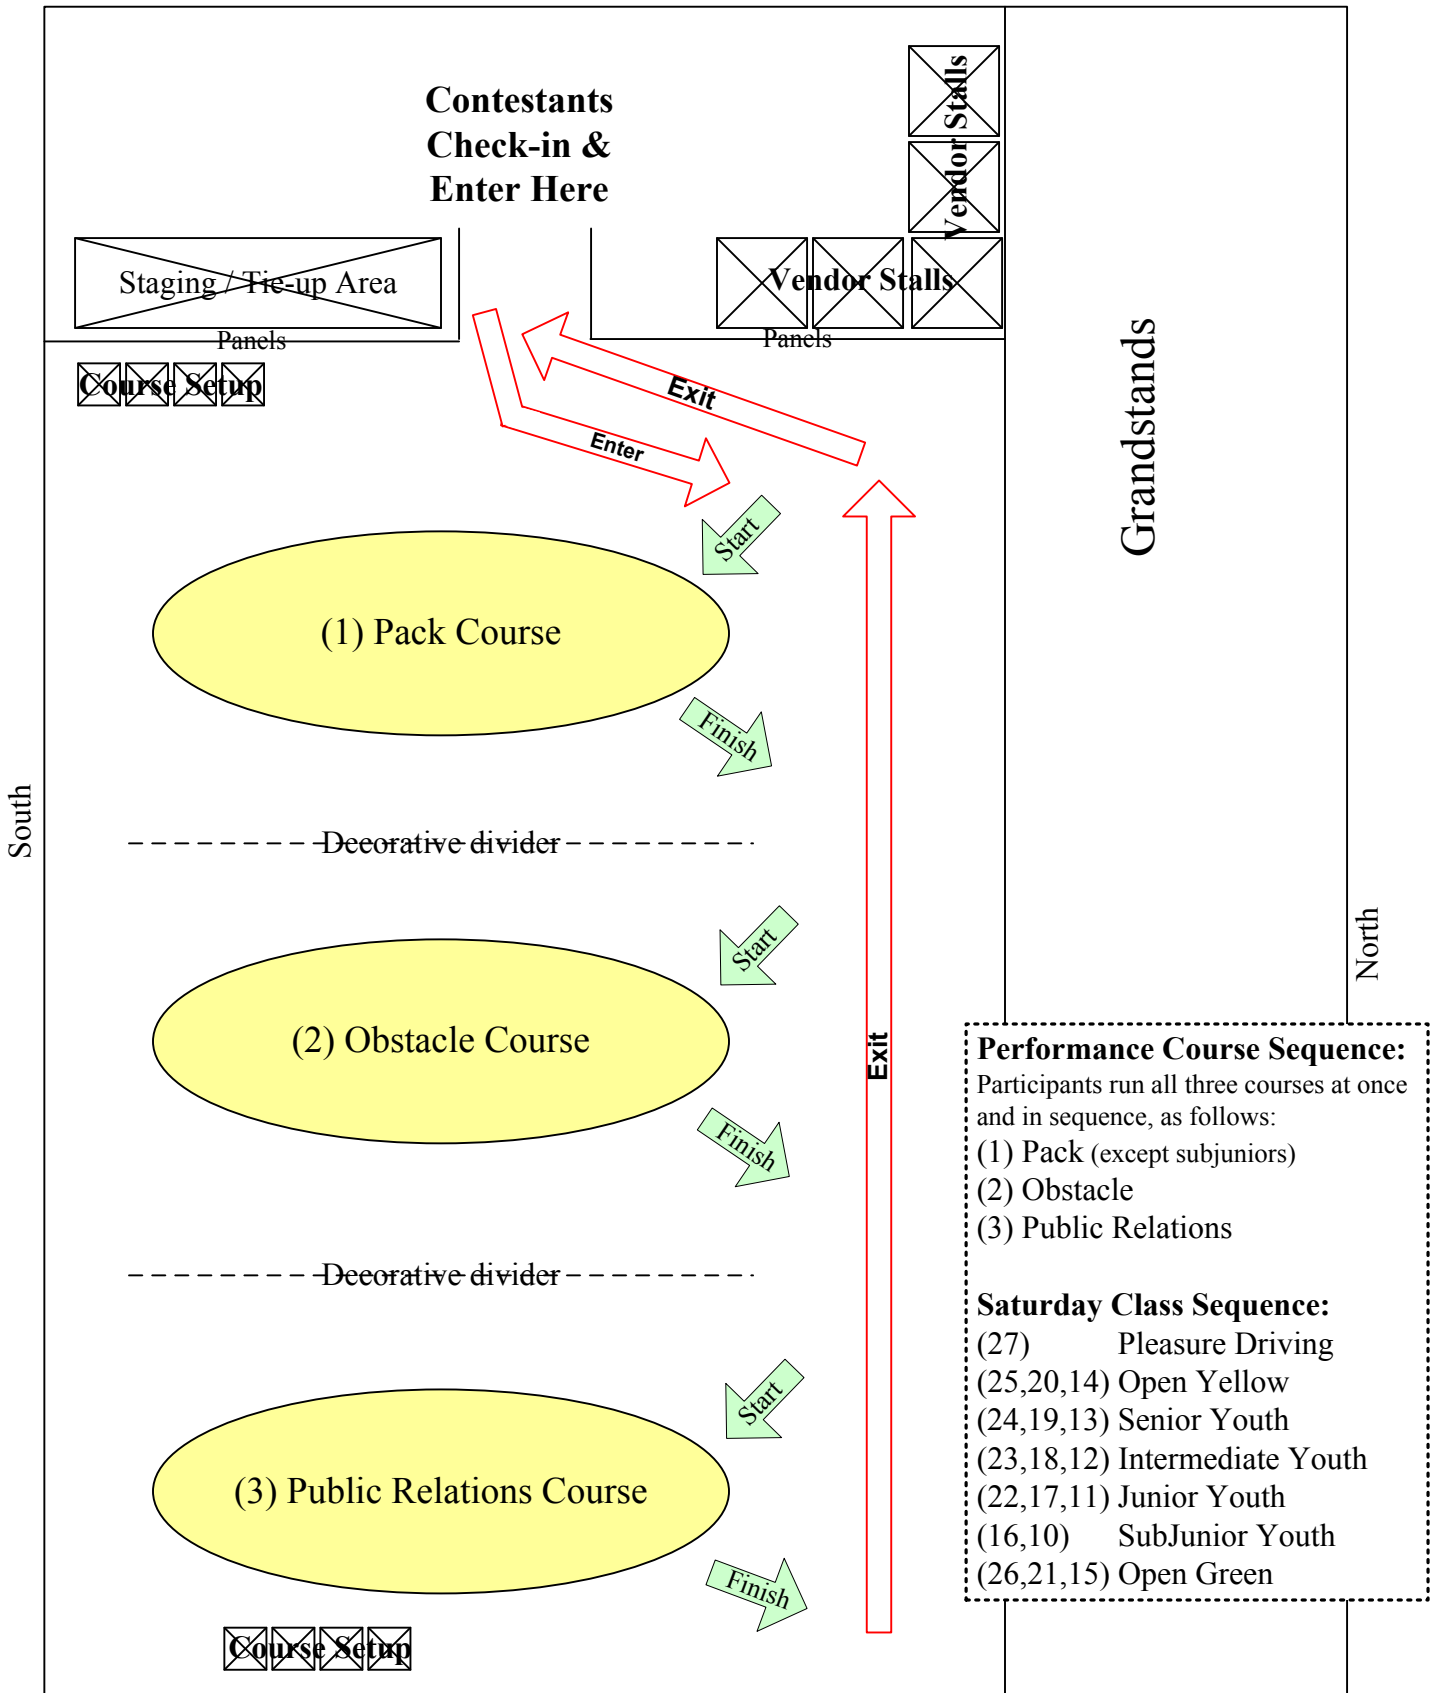 Contestants
Check-in &
Enter Here
Vendor Stalls
Vendor Stalls
Vendor Stalls
Staging / Tie-up Area
Panels
Panels
Course Setup
Exit
Enter
Grandstands
Start
(1) Pack Course
Finish
South
Decorative divider
North
Start
(2) Obstacle Course
Exit
Finish
Decorative divider
Performance Course Sequence:
Participants run all three courses at once
and in sequence, as follows:
(1) Pack (except subjuniors)
(2) Obstacle
(3) Public Relations
Saturday Class Sequence:
(27) Pleasure Driving
(25,20,14) Open Yellow
(24,19,13) Senior Youth
(23,18,12) Intermediate Youth
(22,17,11) Junior Youth
(16,10) SubJunior Youth
(26,21,15) Open Green
Start
(3) Public Relations Course
Finish
Course Setup